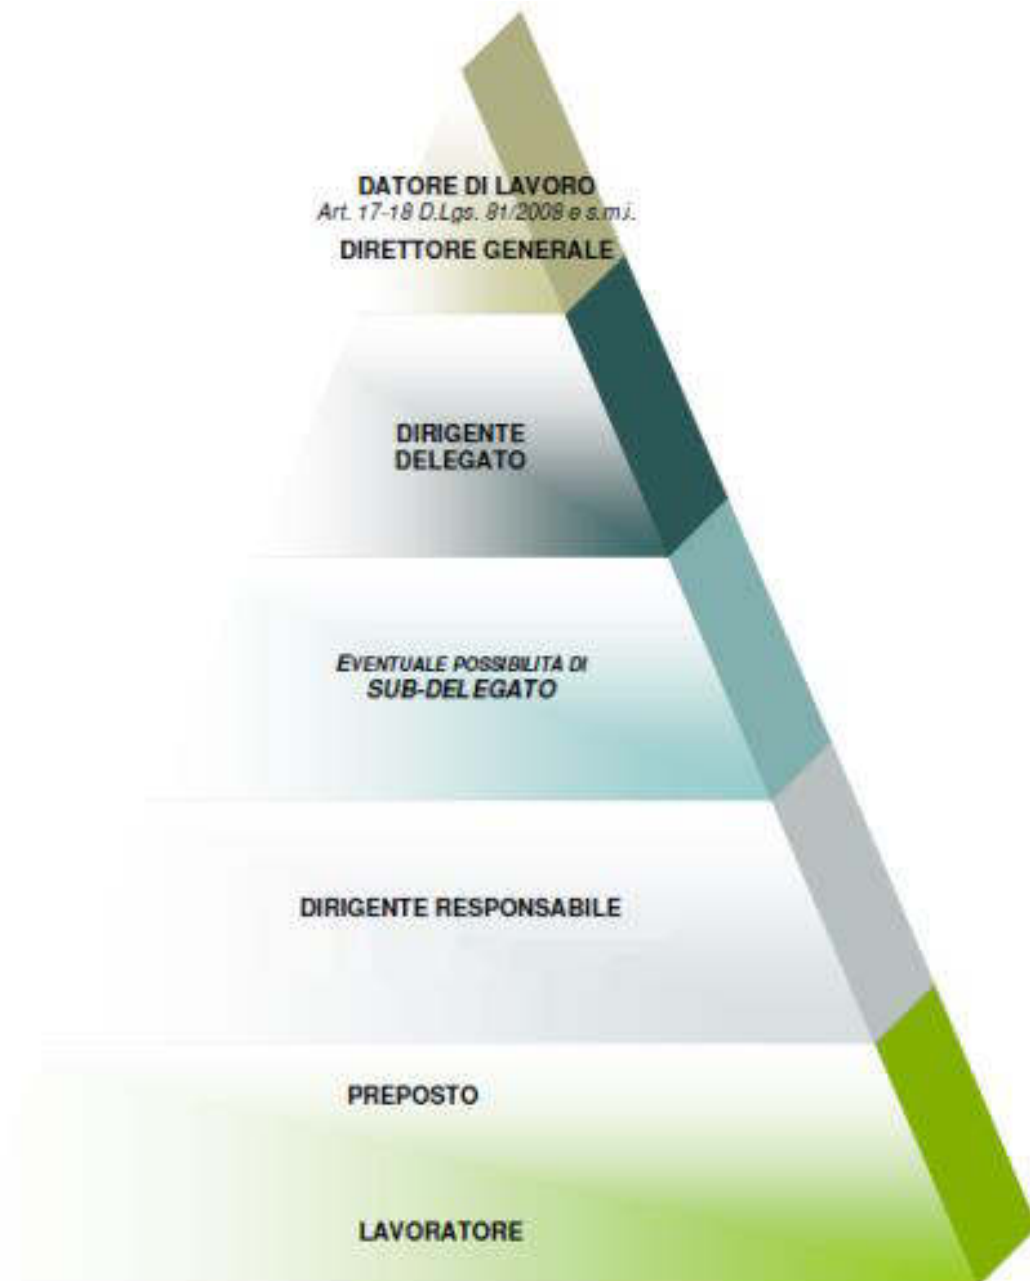 DATORE DI LAVORO
Art. 17-18 D.Lgs. 81/2008 e s.m.i.
DIRETTORE GENERALE
DIRIGENTE
DELEGATO
EVENTUALE POSSIBILITÀ DI
SUB-DELEGATO
DIRIGENTE RESPONSABILE
PREPOSTO
LAVORATORE